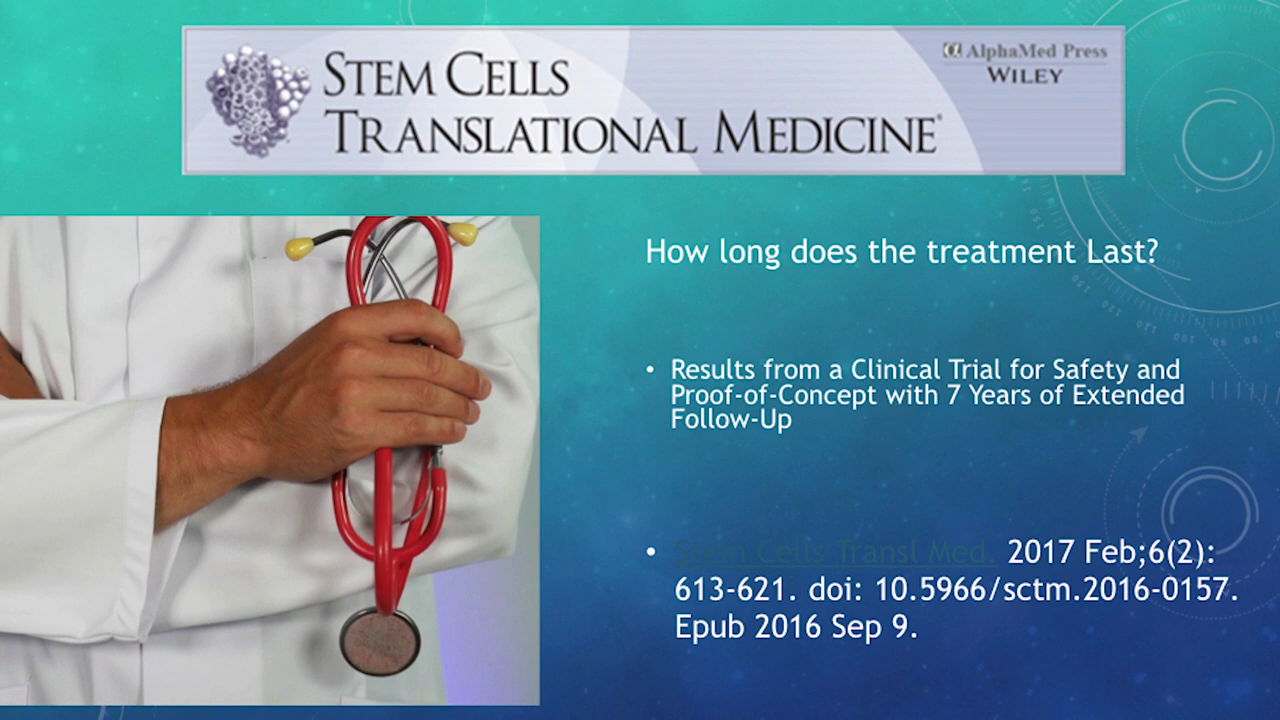 STEM CELLS
TRANSLATIONAL MEDICINE®
AlphaMed Press
WILEY
How long does the treatment Last?
• Results from a Clinical Trial for Safety and
Proof-of-Concept with 7 Years of Extended
Follow-Up
• Stem Cells Transl Med. 2017 Feb;6(2):
613-621. doi: 10.5966/sctm.2016-0157.
Epub 2016 Sep 9.